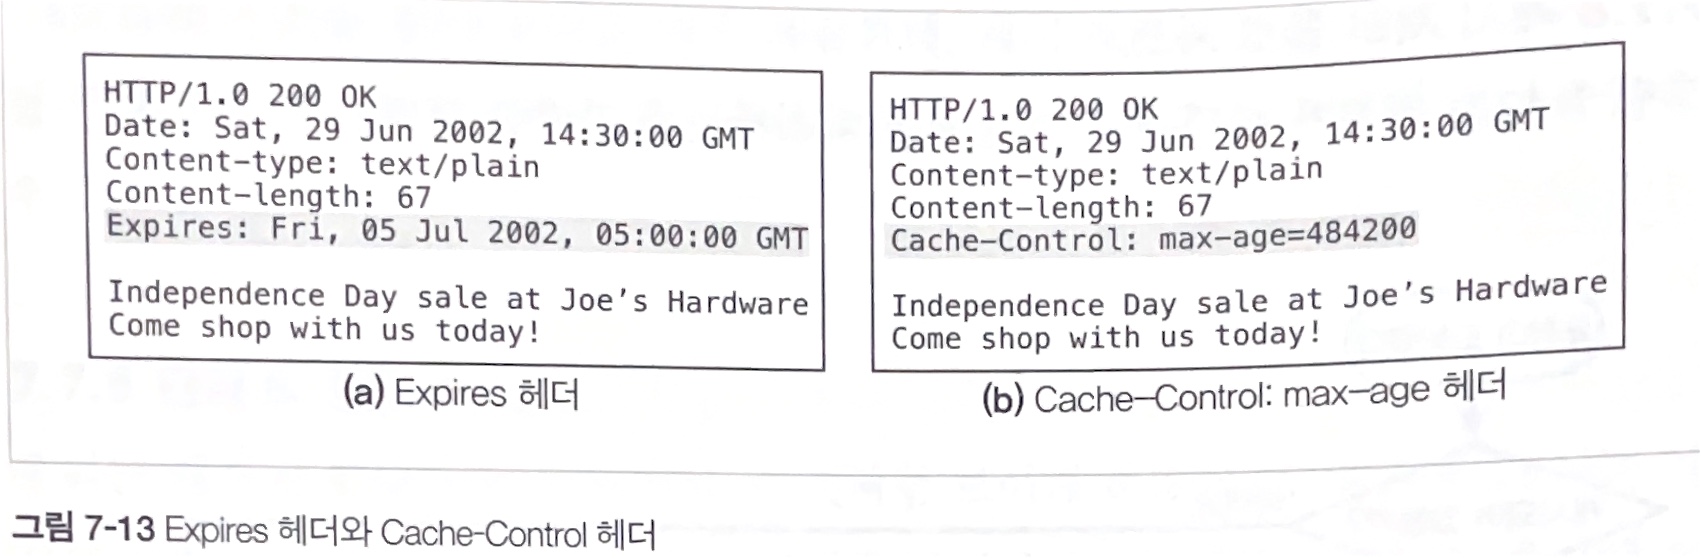 HTTP/1.0 200 OK
Date: Sat, 29 Jun 2002, 14:30:00 GMT
Content-type: text/plain
Content-length: 67
Expires: Fri, 05 Jul 2002, 05:00:00 GMT
Independence Day sale at Joe's Hardware
Come shop with us today!
(a) Expires 헤더
HTTP/1.0 200 OK
Date: Sat, 29 Jun 2002, 14:30:00 GMT
Content-type: text/plain
Content-length: 67
Cache-Control: max-age=484200
Independence Day sale at Joe's Hardware
Come shop with us today!
(b) Cache-Control: max-age 헤더
그림 7-13 Expires 헤더와 Cache-Control 헤더